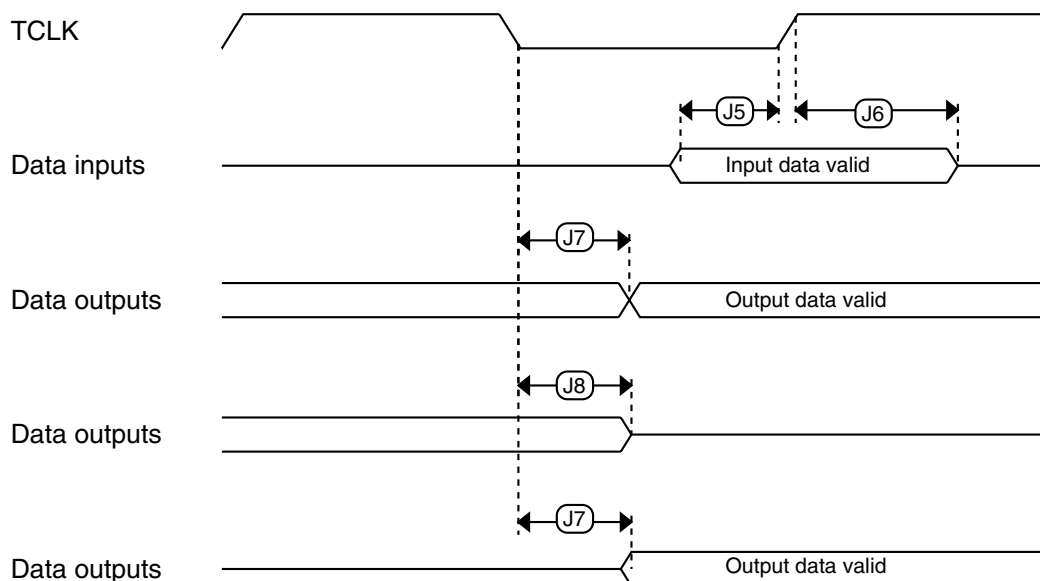 TCLK
J5
J6
Data inputs
Input data valid
J7
Data outputs
Output data valid
J8
Data outputs
J7
Data outputs
Output data valid